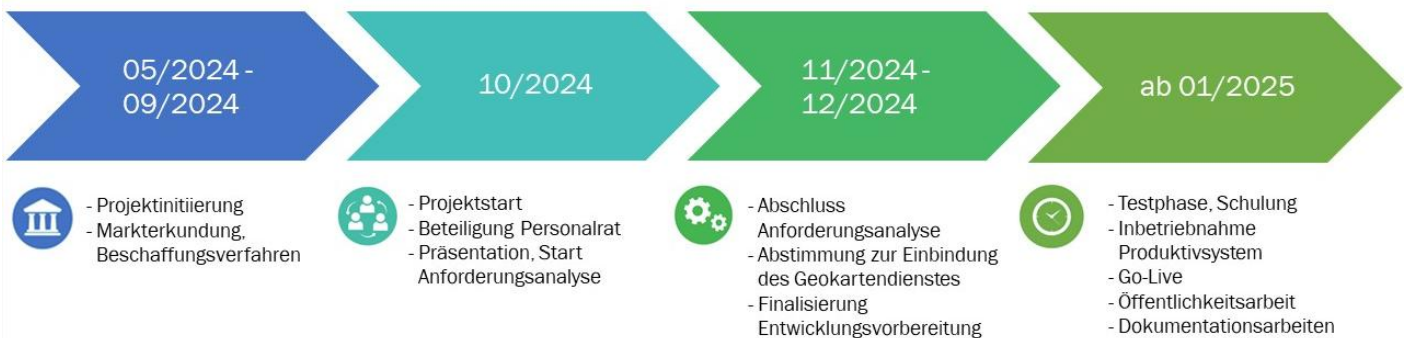 05/2024 -
09/2024
10/2024
11/2024 -
12/2024
ab 01/2025
- Projektinitiierung
- Markterkundung,
Beschaffungsverfahren
- Projektstart
- Beteiligung Personalrat
- Präsentation, Start
Anforderungsanalyse
- Abschluss
Anforderungsanalyse
- Abstimmung zur Einbindung
des Geokartendienstes
- Finalisierung
Entwicklungsvorbereitung
- Testphase, Schulung
- Inbetriebnahme
Produktivsystem
- Go-Live
- Öffentlichkeitsarbeit
- Dokumentationsarbeiten